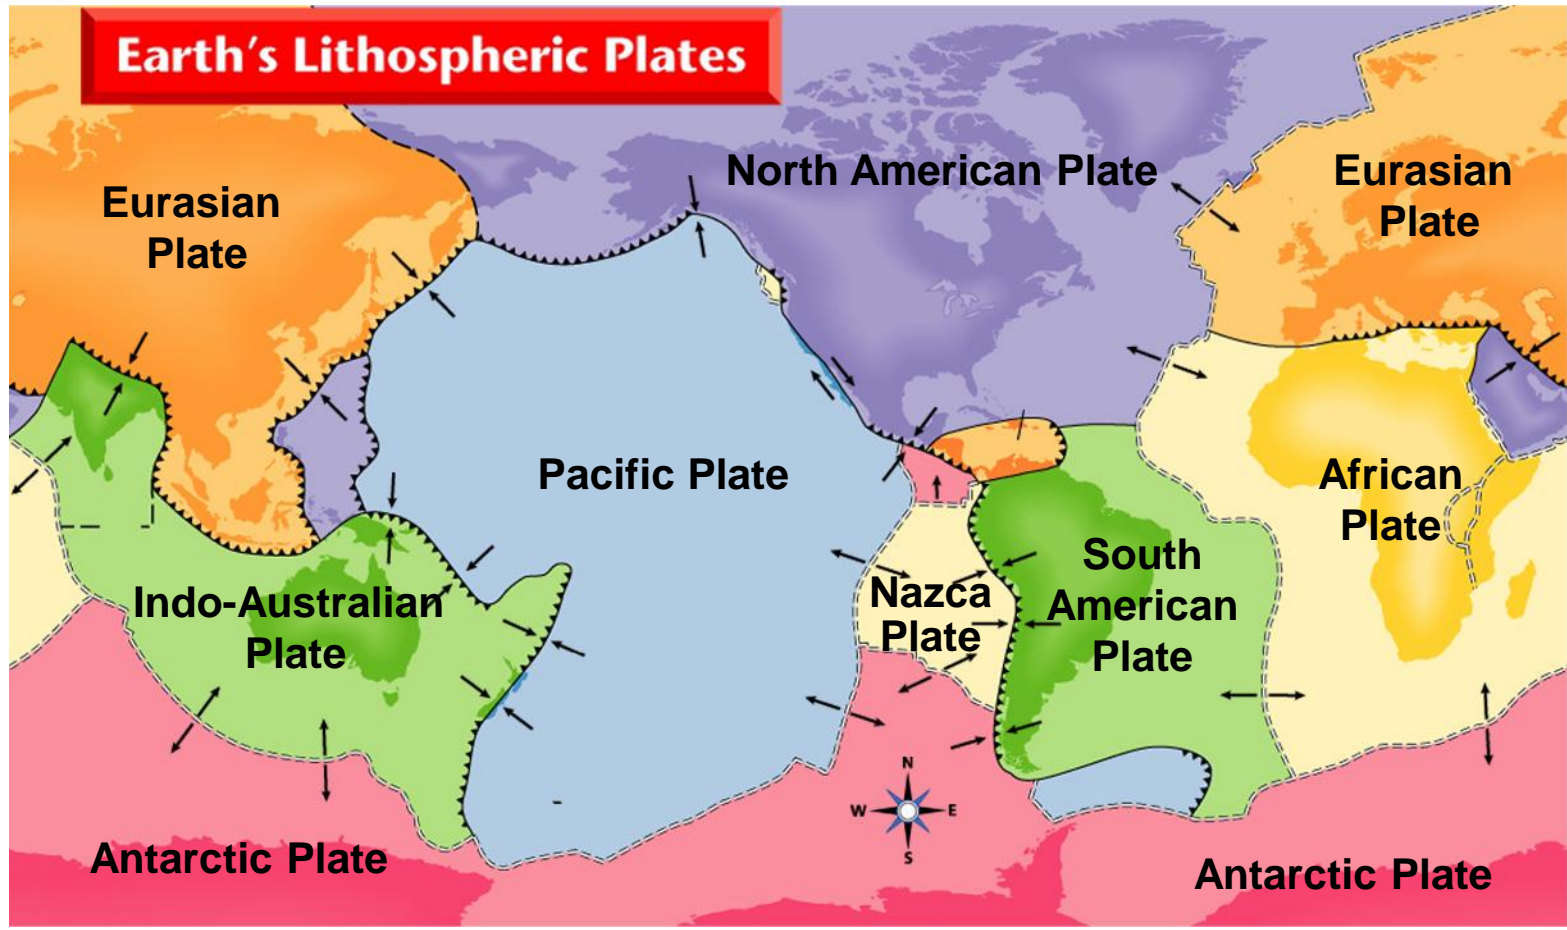 Earth's Lithospheric Plates
North American Plate
Eurasian
Plate
Eurasian
Plate
Pacific Plate
African
Plate
Indo-Australian
Plate
Nazca
Plate
South
American
Plate
N
W
E
S
Antarctic Plate
Antarctic Plate